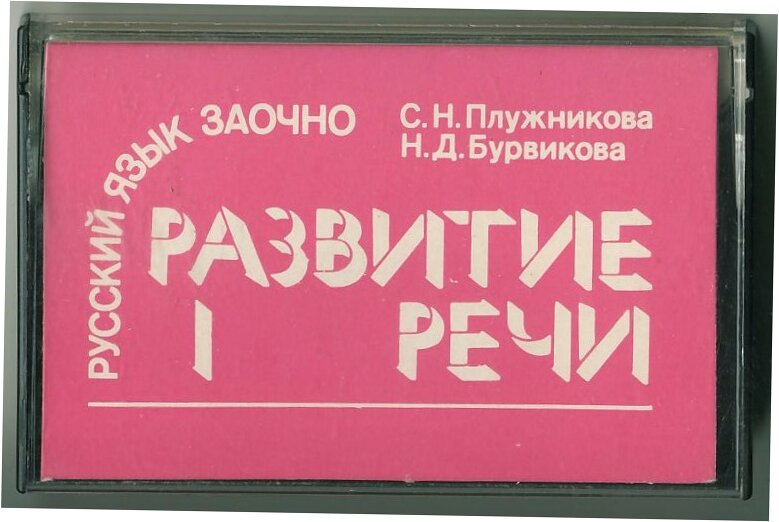 РУССКИЙ ЯЗЫК ЗАОЧНО
С.Н.Плужникова
Н.Д.Бурвикова
РАЗВИТИЕ
I РЕЧИ